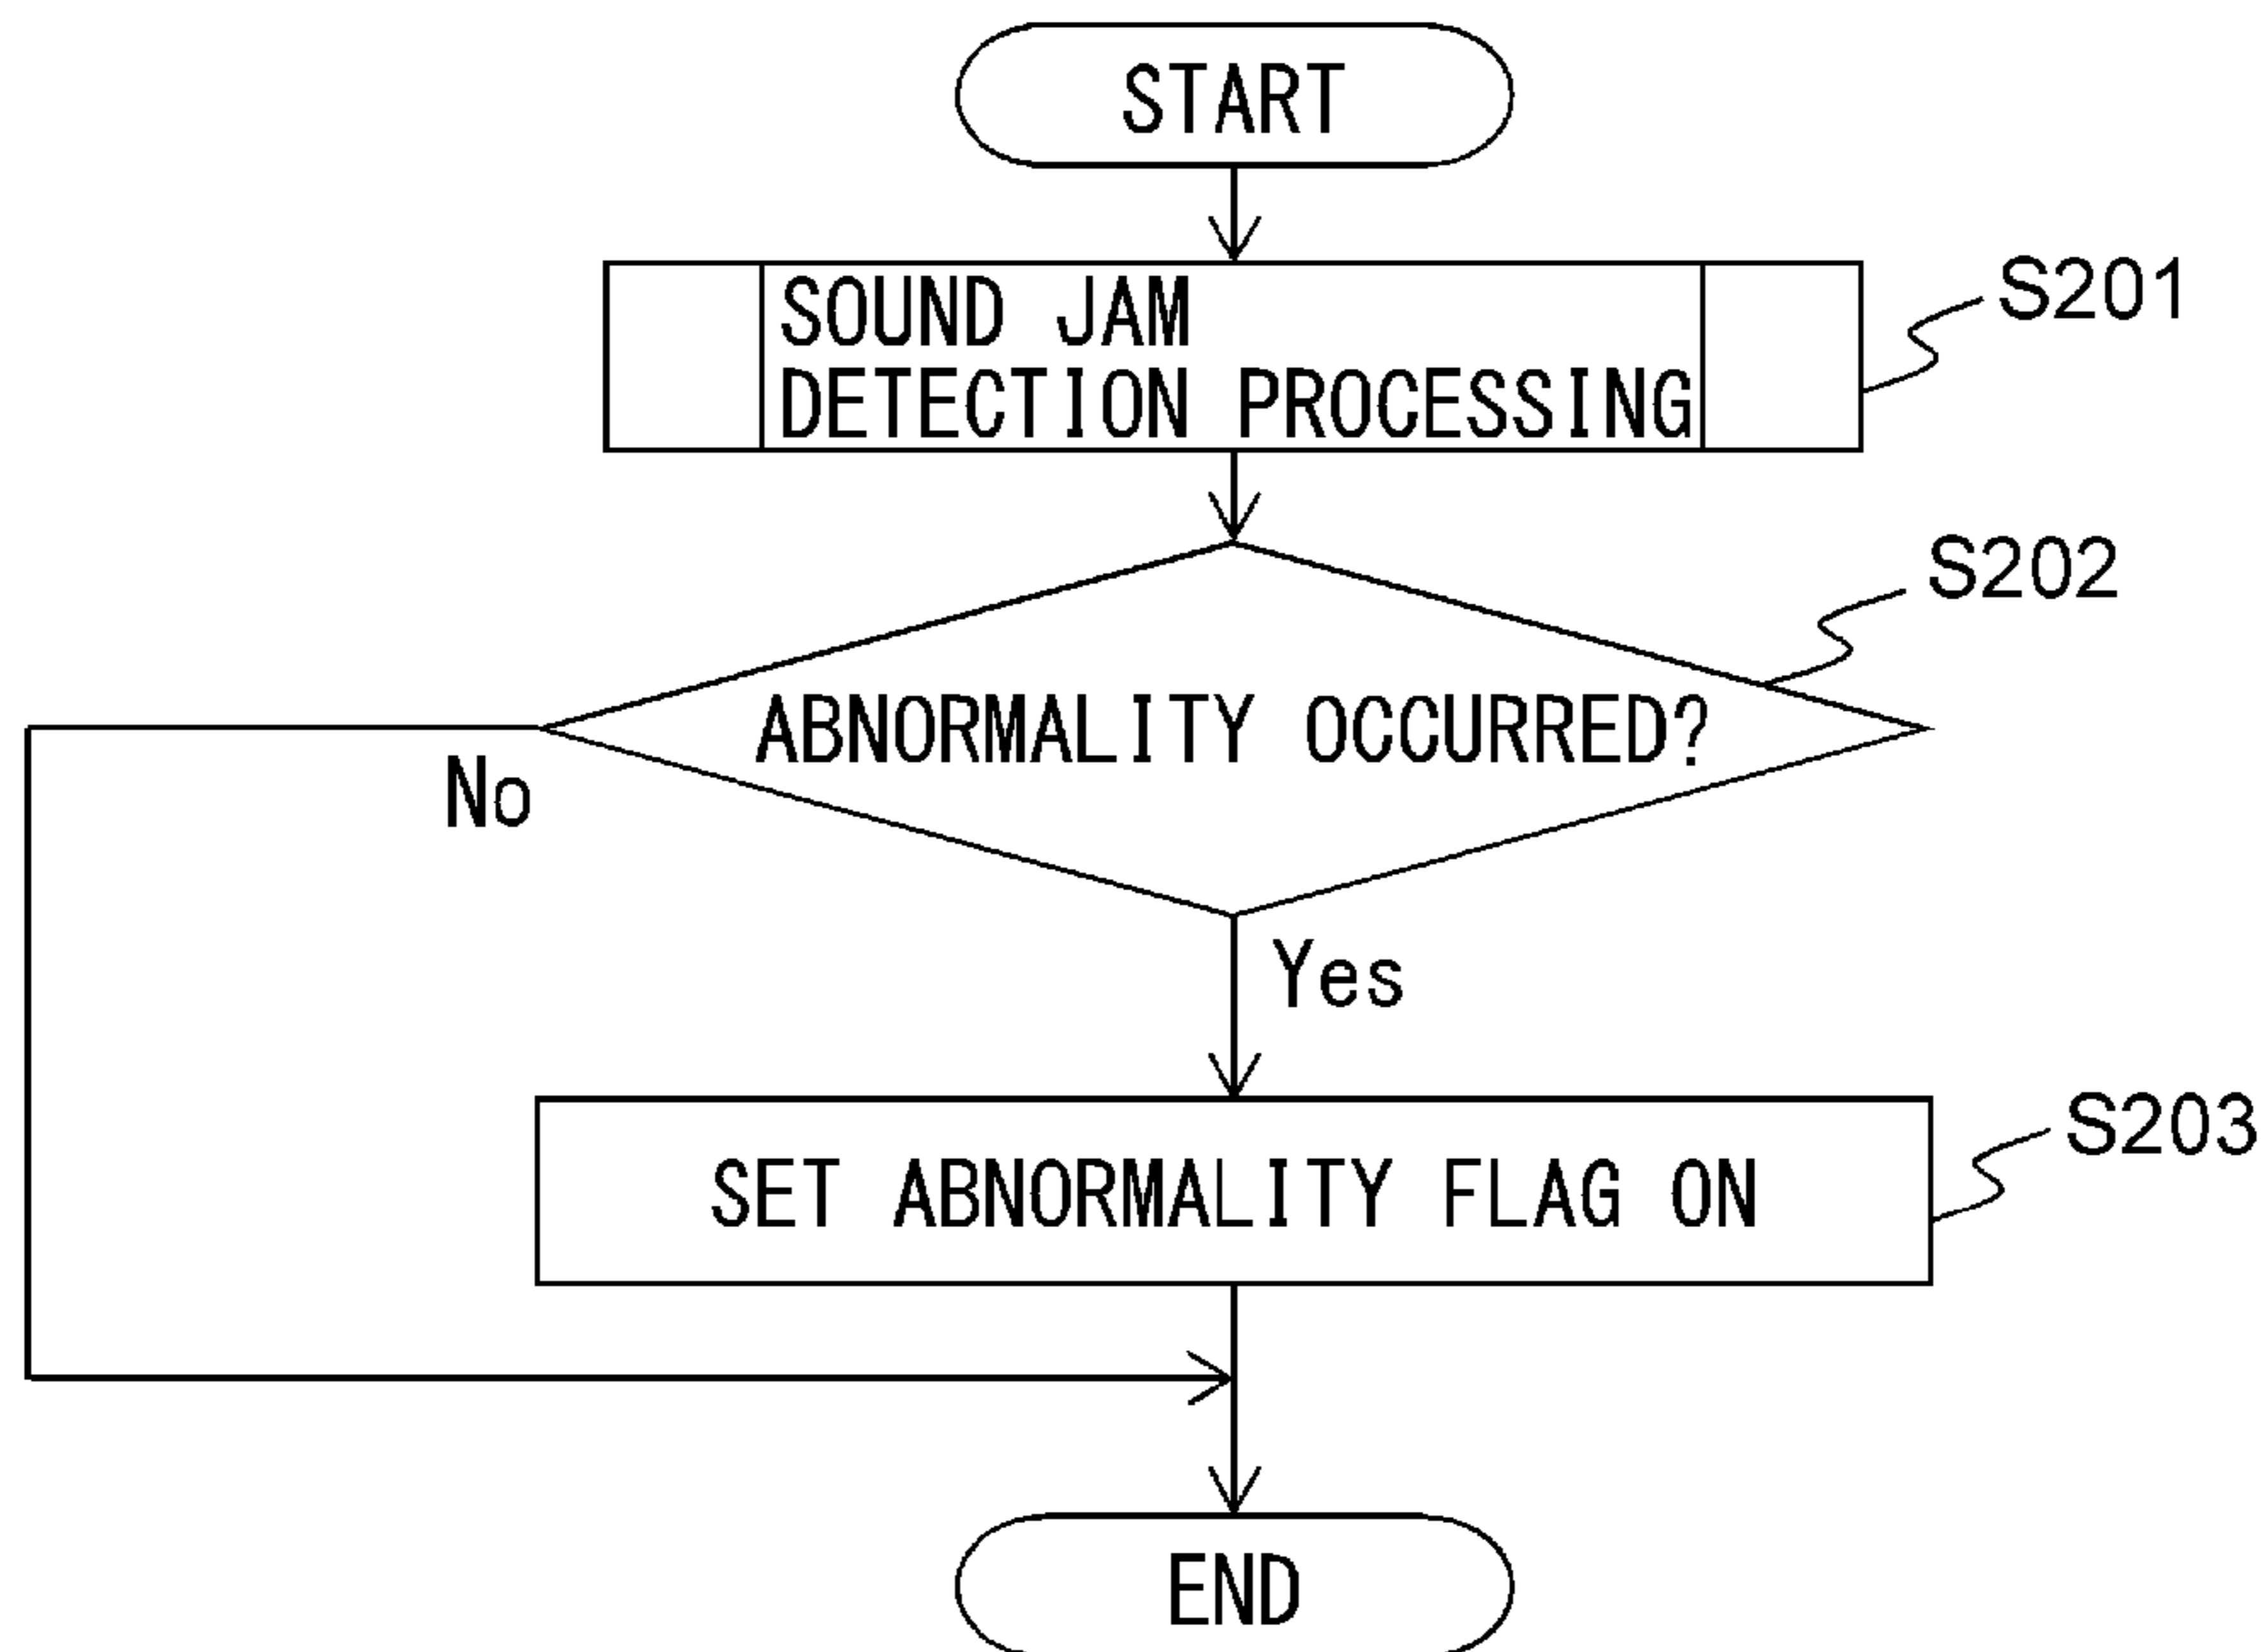 START
SOUND JAM
DETECTION PROCESSING
S201
S202
ABNORMALITY OCCURRED?
No
Yes
S203
SET ABNORMALITY FLAG ON
END